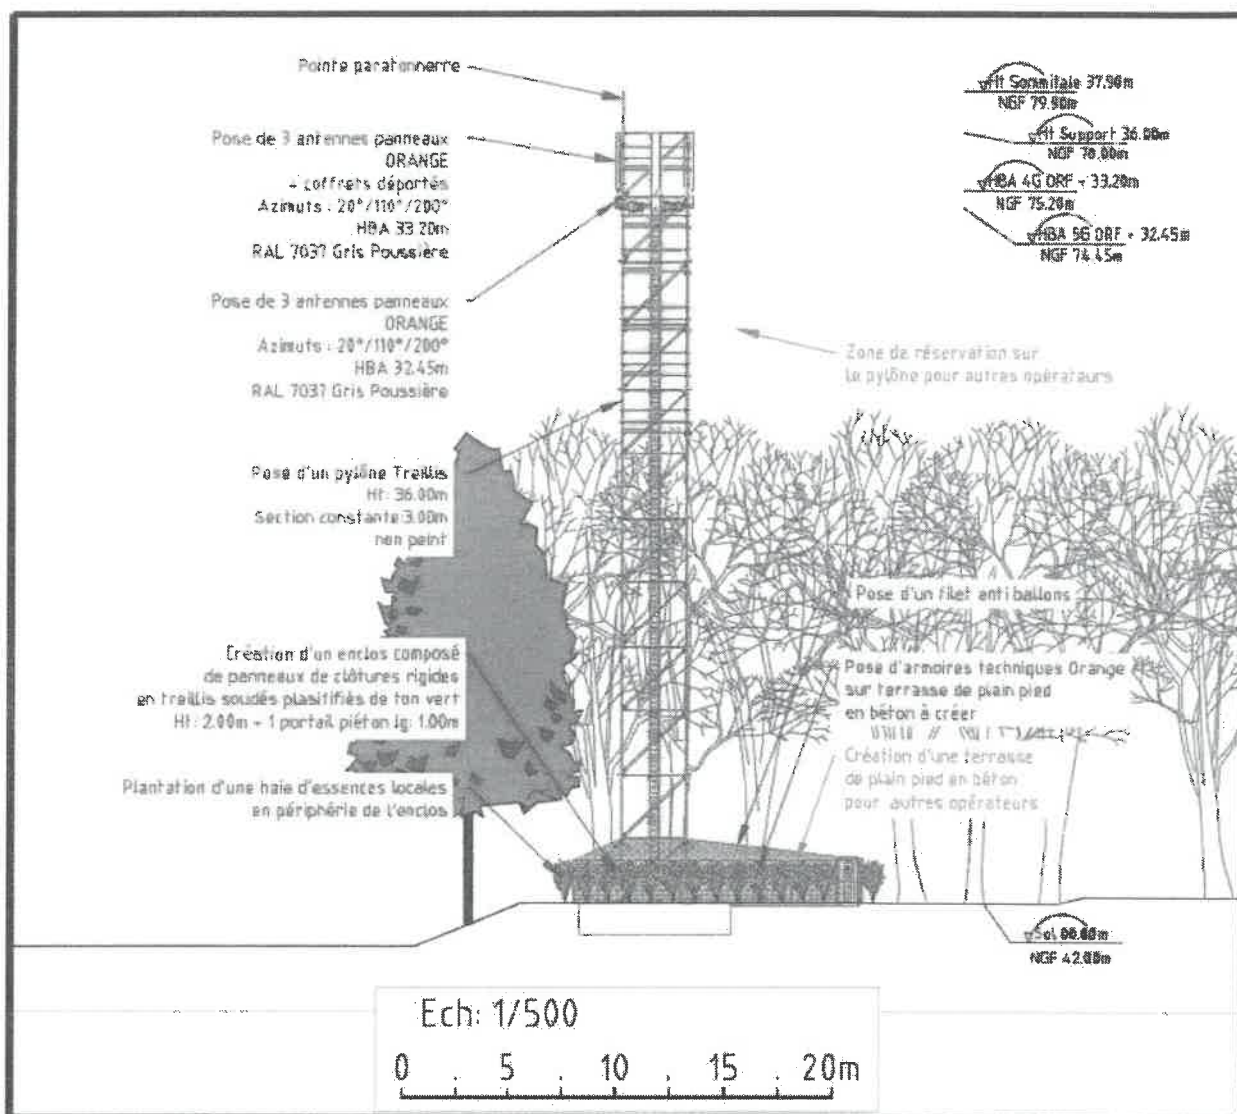 Pointe paratonnerre
Pose de 3 antennes panneaux
ORANGE
+ coffrets déportés
Azimuts : 20°/110°/200°
HBA 33.20m
RAL 7037 Gris Poussière
Pose de 3 antennes panneaux
ORANGE
Azimuts : 20°/110°/200°
HBA 32.45m
RAL 7037 Gris Poussière
Pose d'un pylône Treillis
Ht: 36.00m
Section constante 3.00m
non peint
Création d'un enclos composé
de panneaux de clôtures rigides
en treillis soudés plasitifiés de ton vert
Ht: 2.00m + 1 portail piéton lg: 1.00m
Plantation d'une haie d'essences locales
en périphérie de l'enclos
Ht Sommitale 37.90m
NGF 79.90m
Ht Support 36.00m
NGF 78.00m
HBA 4G ORF + 33.20m
NGF 75.20m
HBA 5G ORF + 32.45m
NGF 74.45m
Zone de réservation sur
le pylône pour autres opérateurs
Pose d'un filet anti ballons
Pose d'armoires techniques Orange
sur terrasse de plain pied
en béton à créer
Création d'une terrasse
de plain pied en béton
pour autres opérateurs
Sol 00.00m
NGF 42.00m
Ech: 1/500
0 . 5 . 10 . 15 . 20m